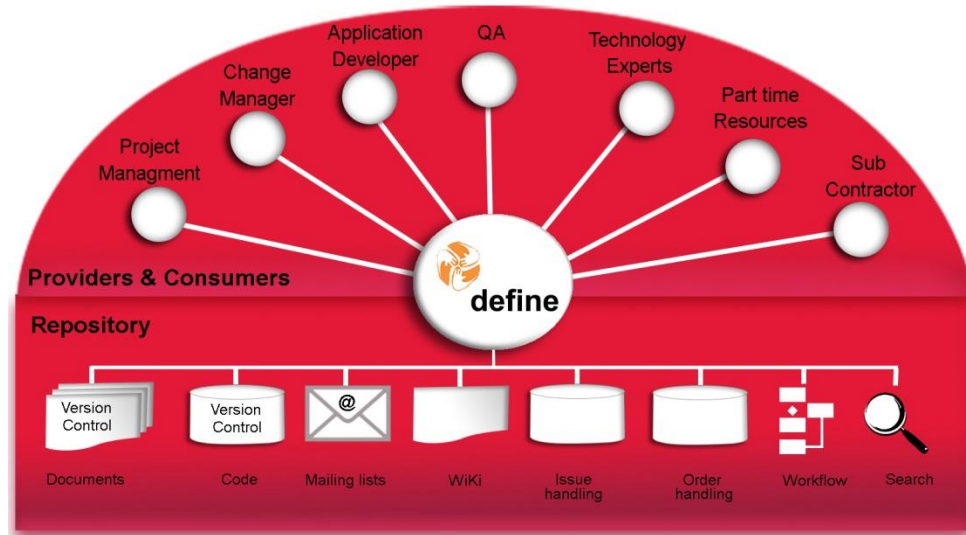 Application
Developer
QA
Technology
Experts
Change
Manager
Part time
Resources
Project
Managment
Sub
Contractor
Providers & Consumers
define
Repository
Version
Control
Version
Control
@
Documents
Code
Mailing lists
WiKi
Issue
handling
Order
handling
Workflow
Search